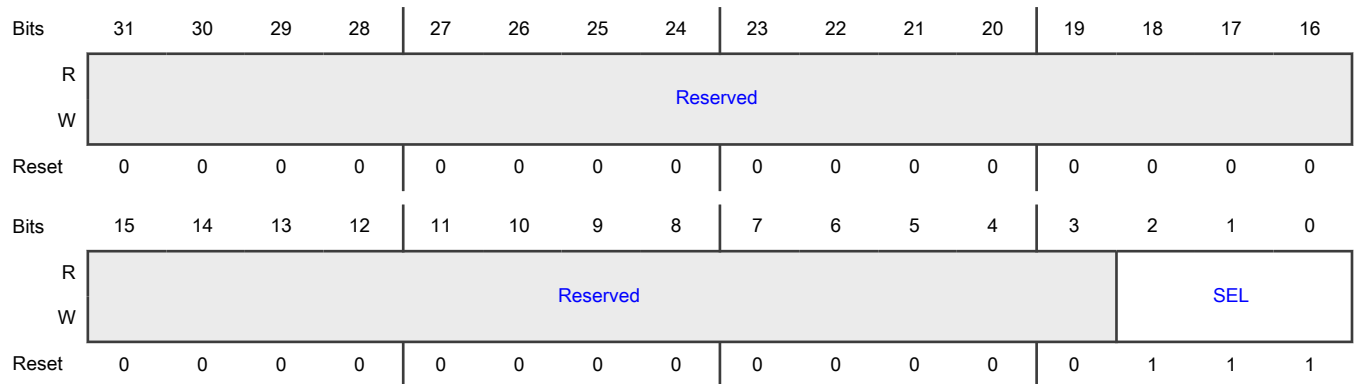 Bits 31 30 29 28 27 26 25 24 23 22 21 20 19 18 17 16
R
Reserved
W
Reset 0 0 0 0 0 0 0 0 0 0 0 0 0 0 0 0
Bits 15 14 13 12 11 10 9 8 7 6 5 4 3 2 1 0
R
Reserved SEL
W
Reset 0 0 0 0 0 0 0 0 0 0 0 0 0 1 1 1